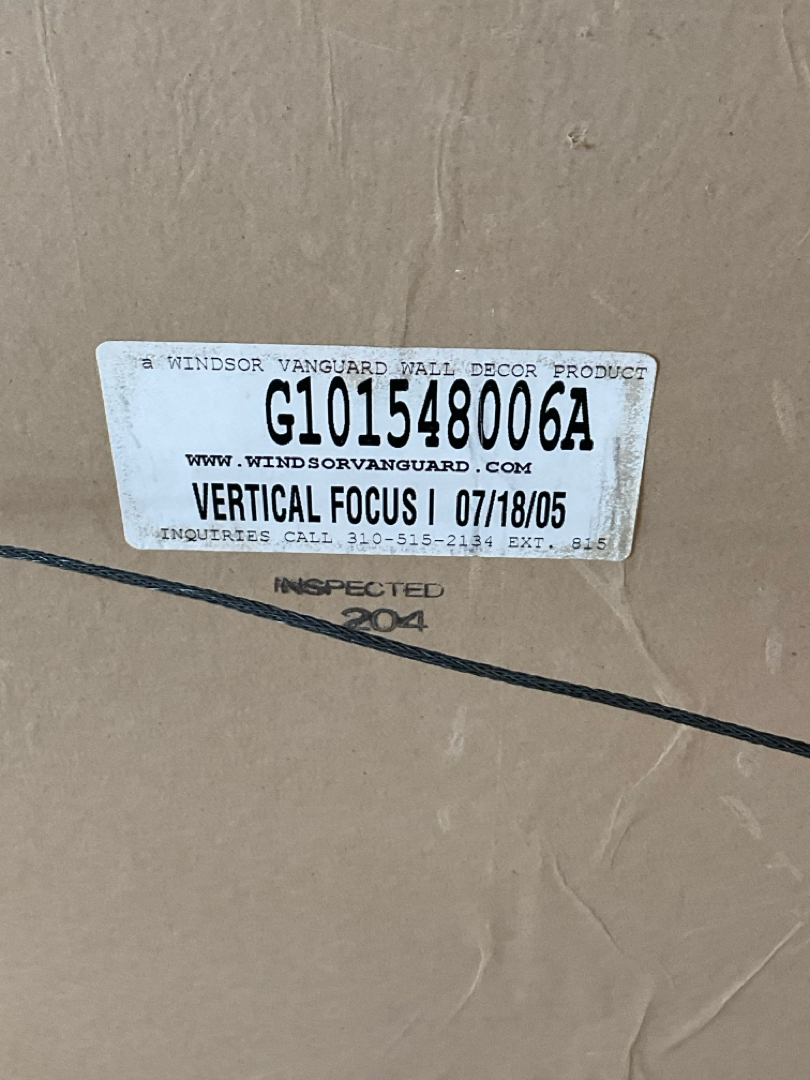 a WINDSOR VANGUARD WALL DECOR PRODUCT
G101548006A
WWW.WINDSORVANGUARD.COM
VERTICAL FOCUS I 07/18/05
INQUIRIES CALL 310-515-2134 EXT. 815
INSPECTED
204